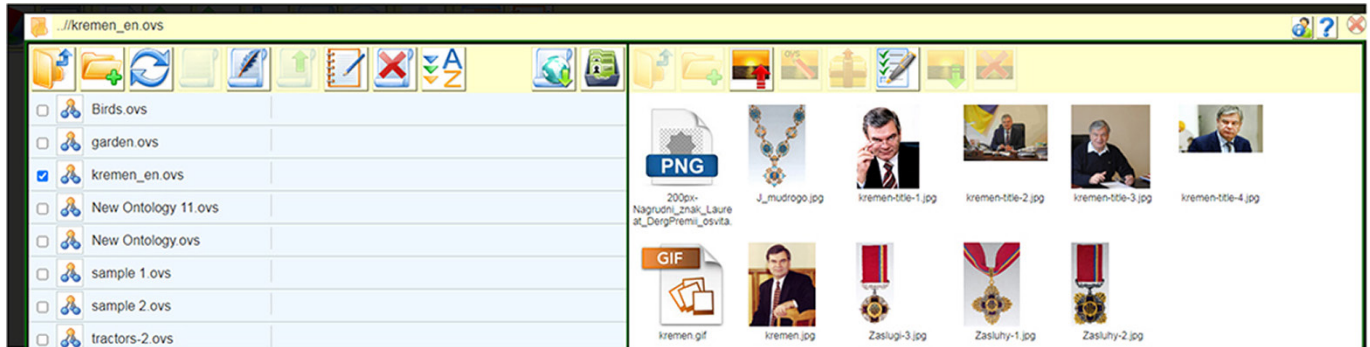 ..//kremen_en.ovs
?
A
Z
Birds.ovs
garden.ovs
kremen_en.ovs
New Ontology 11.ovs
New Ontology.ovs
sample 1.ovs
sample 2.ovs
tractors-2.ovs
OVS
PNG
200px-
Nagrudni_znak_Laure
at_DergPremii_osvita.
J_mudrogo.jpg
kremen-title-1.jpg
kremen-title-2.jpg
kremen-title-3.jpg
kremen-title-4.jpg
GIF
kremen.gif
kremen.jpg
Zaslugi-3.jpg
Zasluhy-1.jpg
Zasluhy-2.jpg